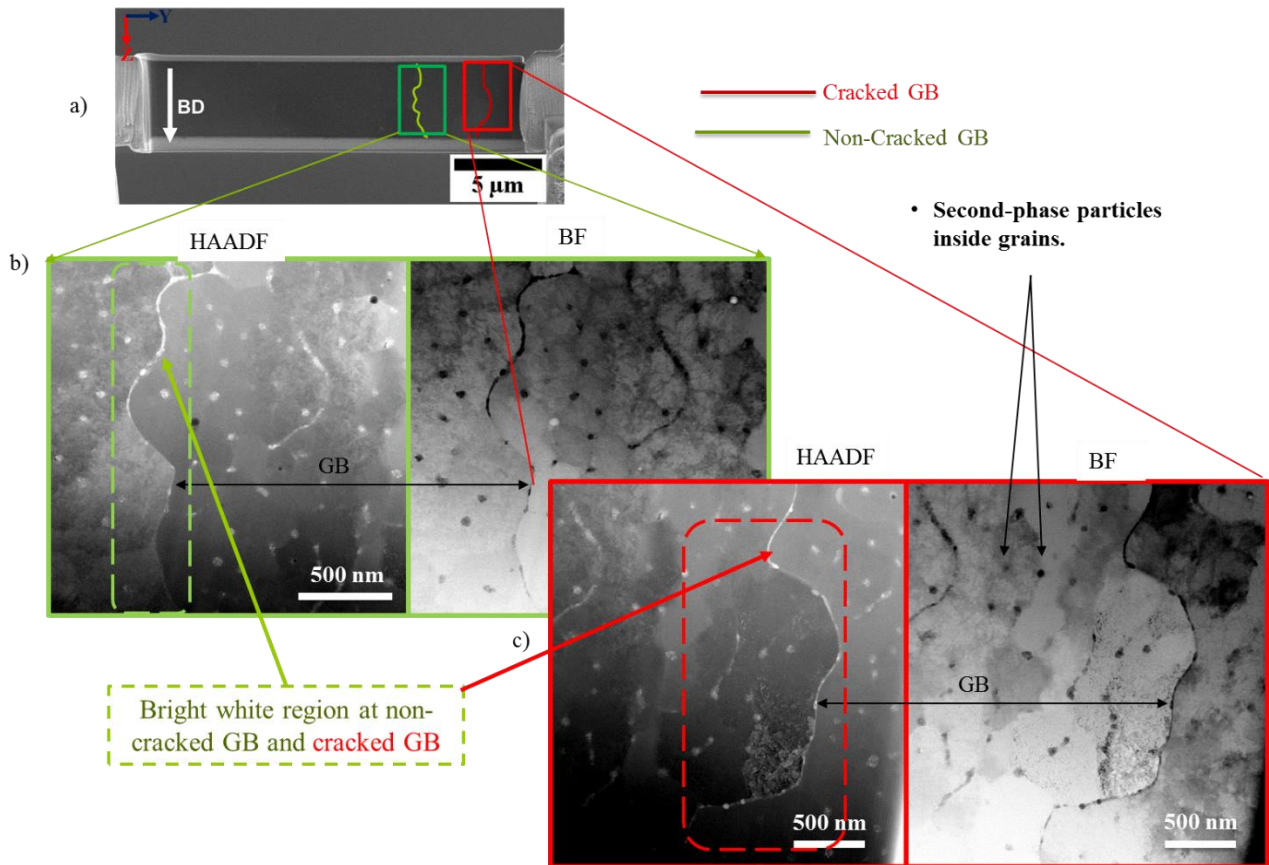 Y
Z
a)
BD
5 µm
Cracked GB
Non-Cracked GB
• Second-phase particles
inside grains.
HAADF
BF
b)
GB
500 nm
HAADF
BF
c)
GB
500 nm
500 nm
Bright white region at non-
cracked GB and cracked GB